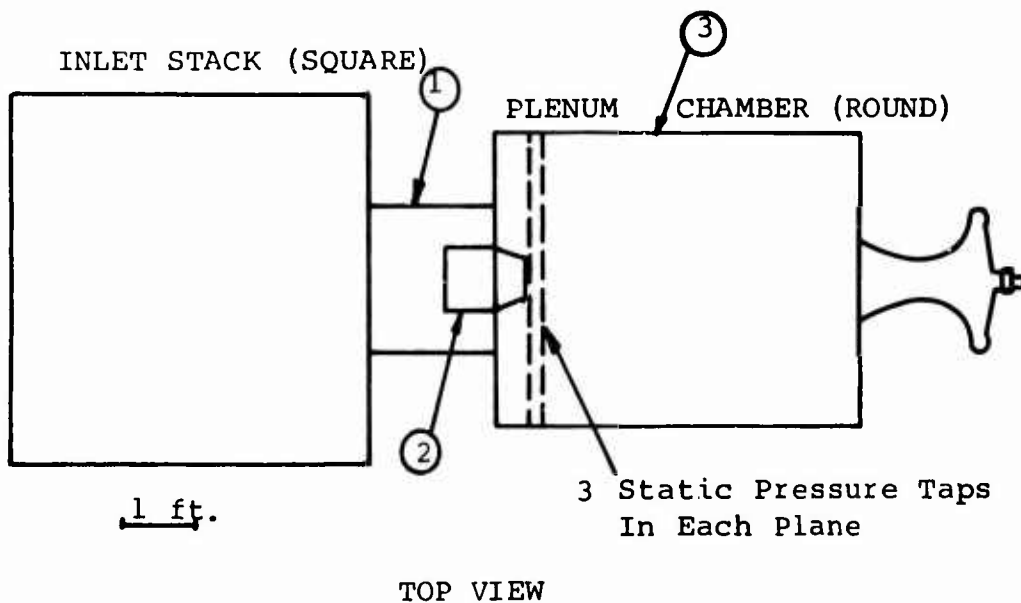 3
INLET STACK (SQUARE)
1
PLENUM CHAMBER (ROUND)
2
3 Static Pressure Taps
In Each Plane
1 ft.
TOP VIEW